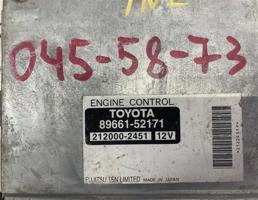 045-58-73
ENGINE CONTROL
TOYOTA
89661-52171
212000-2451 12V
FUJITSU TEN LIMITED MADE IN JAPAN